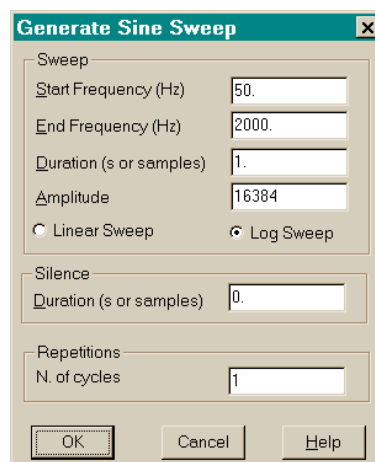 Generate Sine Sweep
Sweep
Start Frequency (Hz) 50.
End Frequency (Hz) 2000.
Duration (s or samples) 1.
Amplitude 16384
Linear Sweep Log Sweep
Silence
Duration (s or samples) 0.
Repetitions
N. of cycles 1
OK Cancel Help